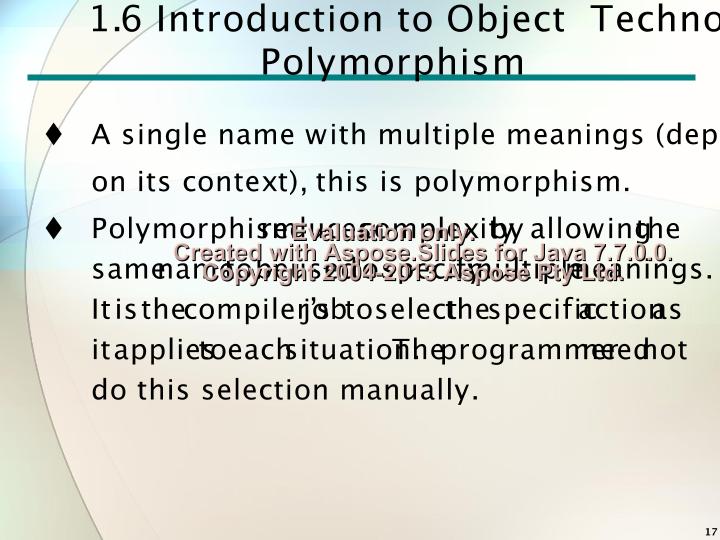 1.6 Introduction to Object Techno
Polymorphism
♦ A single name with multiple meanings (dep
on its context), this is polymorphism.
♦ Polymorphism reduces complexity by allowing the
same name to be used to specify multiple meanings.
It is the compiler's job to select the specific action as
it applies to each situation. The programmer need not
do this selection manually.
Evaluation only.
Created with Aspose.Slides for Java 7.7.0.0.
Copyright 2004-2013 Aspose Pty Ltd.
17